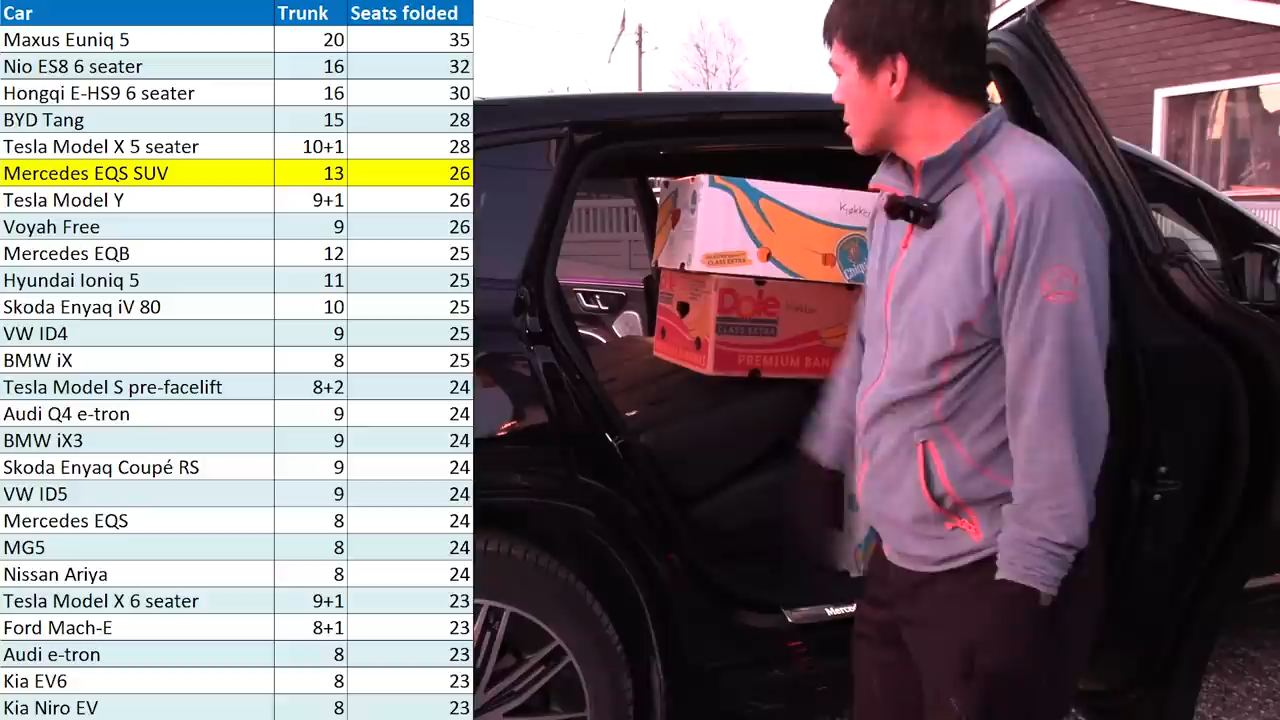 Car Trunk Seats folded
Maxus Euniq 5 20 35
Nio ES8 6 seater 16 32
Hongqi E-HS9 6 seater 16 30
BYD Tang 15 28
Tesla Model X 5 seater 10+1 28
Mercedes EQS SUV 13 26
Tesla Model Y 9+1 26
Voyah Free 9 26
Mercedes EQB 12 25
Hyundai Ioniq 5 11 25
Skoda Enyaq iV 80 10 25
VW ID4 9 25
BMW iX 8 25
Tesla Model S pre-facelift 8+2 24
Audi Q4 e-tron 9 24
BMW iX3 9 24
Skoda Enyaq Coupé RS 9 24
VW ID5 9 24
Mercedes EQS 8 24
MG5 8 24
Nissan Ariya 8 24
Tesla Model X 6 seater 9+1 23
Ford Mach-E 8+1 23
Audi e-tron 8 23
Kia EV6 8 23
Kia Niro EV 8 23
CLASS EXTRA
Dole
CLASS EXTRA
PREMIUM BAN
Merce